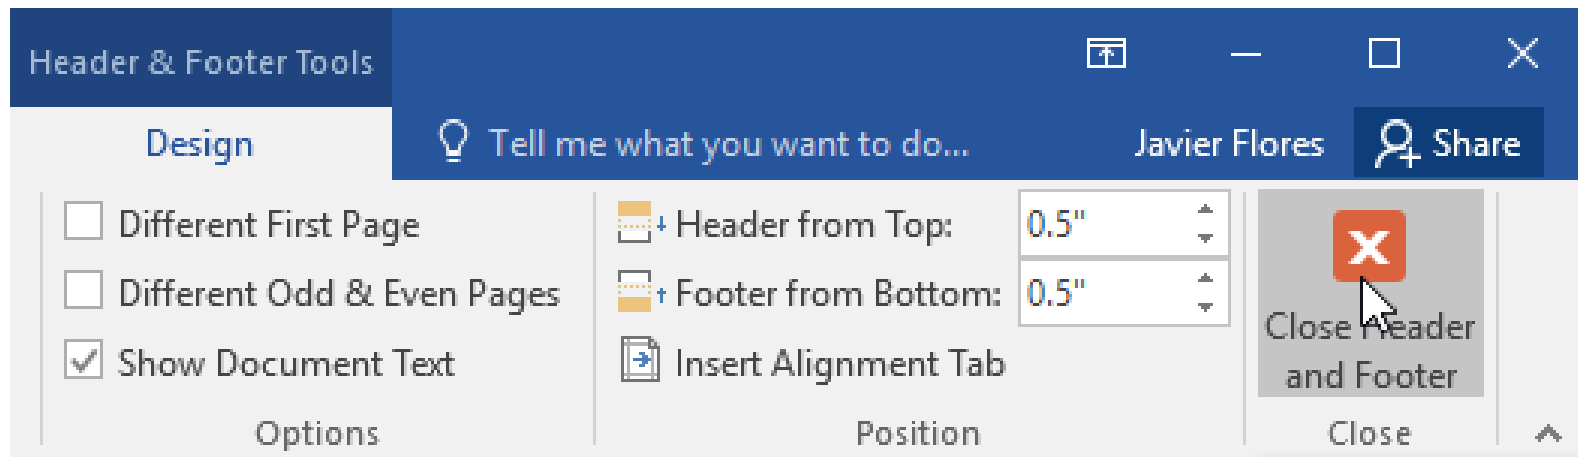 Header & Footer Tools
Design
Tell me what you want to do...
Javier Flores
Share
Different First Page
Different Odd & Even Pages
Show Document Text
Options
Header from Top: 0.5"
Footer from Bottom: 0.5"
Insert Alignment Tab
Position
Close Header
and Footer
Close